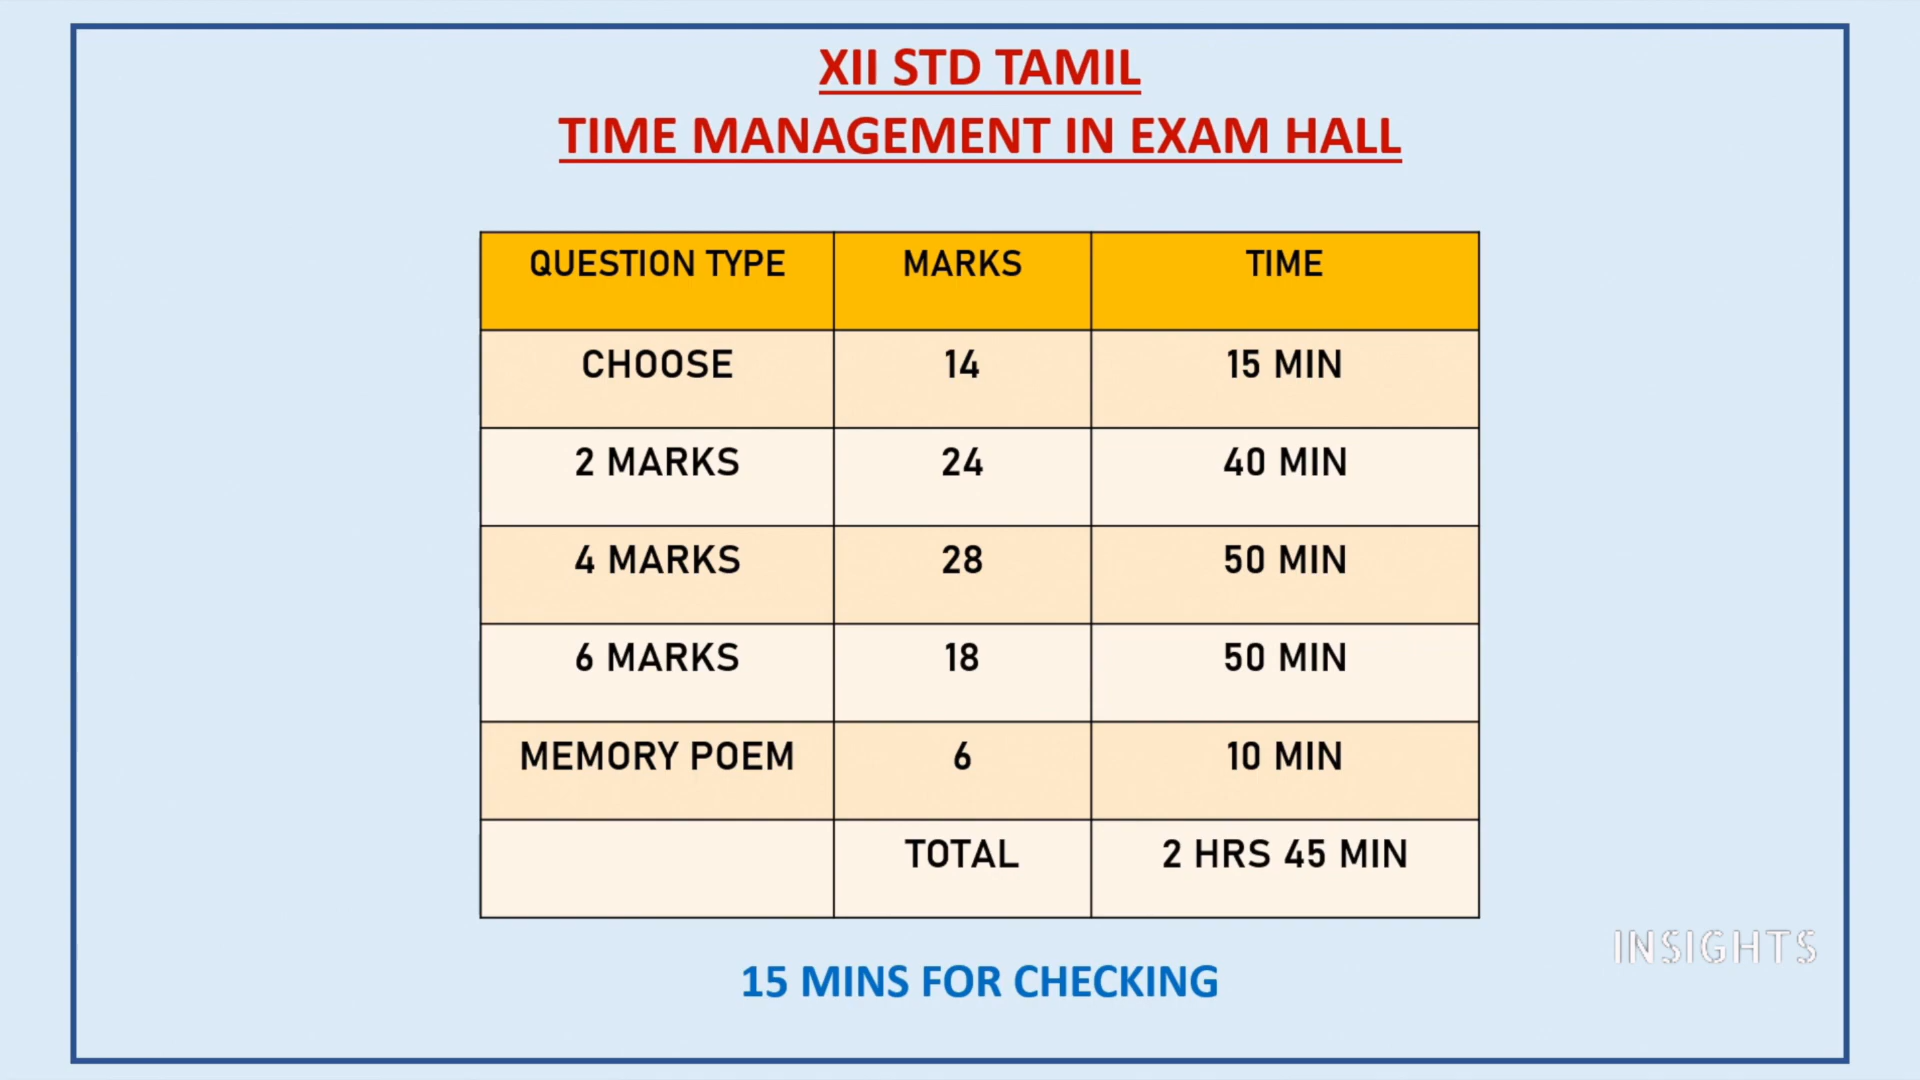 XII STD TAMIL
TIME MANAGEMENT IN EXAM HALL
QUESTION TYPE MARKS TIME
CHOOSE 14 15 MIN
2 MARKS 24 40 MIN
4 MARKS 28 50 MIN
6 MARKS 18 50 MIN
MEMORY POEM 6 10 MIN
TOTAL 2 HRS 45 MIN
INSIGHTS
15 MINS FOR CHECKING